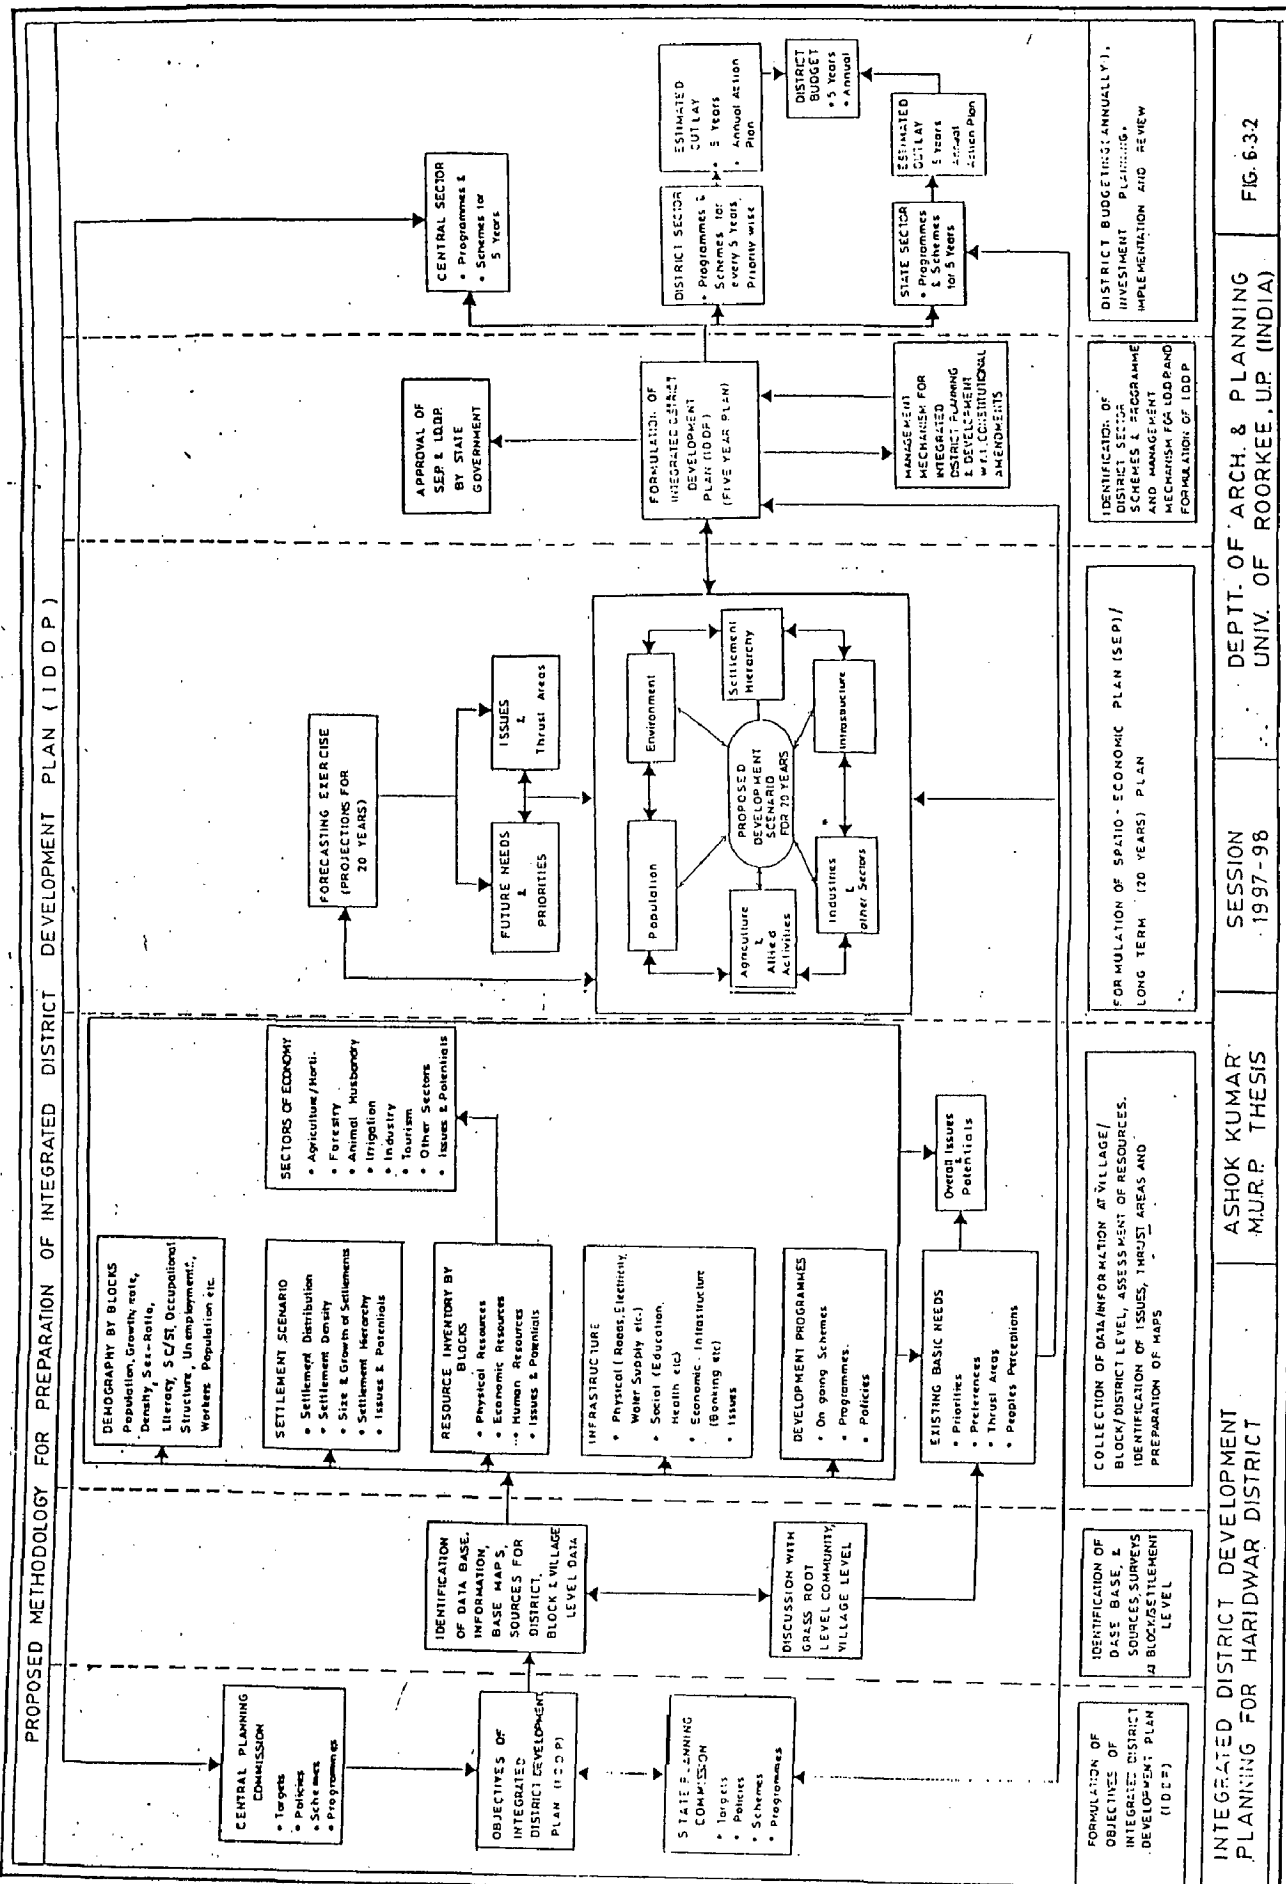 PROPOSED METHODOLOGY FOR PREPARATION OF INTEGRATED DISTRICT DEVELOPMENT PLAN (IDDP)
CENTRAL PLANNING
COMMISSION
• Targets
• Policies
• Schemes
• Programmes
OBJECTIVES OF
INTEGRATED
DISTRICT DEVELOPMENT
PLAN (IDDP)
STATE PLANNING
COMMISSION
• Targets
• Policies
• Schemes
• Programmes
FORMULATION OF
OBJECTIVES OF
INTEGRATED DISTRICT
DEVELOPMENT PLAN
(IDDP)
IDENTIFICATION
OF DATA BASE,
INFORMATION,
BASE MAPS,
SOURCES FOR
DISTRICT,
BLOCK & VILLAGE
LEVEL DATA
DISCUSSION WITH
GRASS ROOT
LEVEL COMMUNITY,
VILLAGE LEVEL
IDENTIFICATION OF
DASE BASE, &
SOURCES, SURVEYS
AT BLOCK/SETTLEMENT
LEVEL
DEMOGRAPHY BY BLOCKS
• Population, Growth rate,
Density, Sex-Ratio,
Literacy, SC/ST, Occupational
Structure, Unemployment,
Workers Population etc.
SETTLEMENT SCENARIO
• Settlement Distribution
• Settlement Density
• Size & Growth of Settlements
• Settlement Hierarchy
• Issues & Potentials
RESOURCE INVENTORY BY
BLOCKS
• Physical Resources
• Economic Resources
• Human Resources
• Issues & Potentials
SECTORS OF ECONOMY
• Agriculture/Horti-
• Forestry
• Animal Husbandry
• Irrigation
• Industry
• Tourism
• Other Sectors
• Issues & Potentials
INFRASTRUCTURE
• Physical (Roads, Electricity,
Water Supply etc.)
• Social (Education,
Health etc)
• Economic Infrastructure
(Banking etc)
• Issues
DEVELOPMENT PROGRAMMES
• On going Schemes
• Programmes.
• Policies
EXISTING BASIC NEEDS
• Priorities
• Preferences
• Thrust Areas
• Peoples Perceptions
Overall Issues
&
Potentials
COLLECTION OF DATA/INFORMATION AT VILLAGE/
BLOCK/DISTRICT LEVEL, ASSESSMENT OF RESOURCES.
IDENTIFICATION OF ISSUES, THRUST AREAS AND
PREPARATION OF MAPS
FORECASTING EXERCISE
(PROJECTIONS FOR
20 YEARS)
FUTURE NEEDS
&
PRIORITIES
ISSUES
&
Thrust Areas
Population
Environment
Agriculture
&
Allied
Activities
PROPOSED
DEVELOPMENT
SCENARIO
FOR 20 YEARS
Settlement
Hierarchy
Industries
&
other Sectors
Infrastructure
FORMULATION OF SPATIO-ECONOMIC PLAN (SEP)/
LONG TERM (20 YEARS) PLAN
APPROVAL OF
S.E.P. & I.D.D.P.
BY STATE
GOVERNMENT
FORMULATION OF
INTEGRATED DISTRICT
DEVELOPMENT
PLAN (IDDP)
(FIVE YEAR PLAN)
MANAGEMENT
MECHANISM FOR
INTEGRATED
DISTRICT PLANNING
& DEVELOPMENT
W.r.t. CONSTITUTIONAL
AMENDMENTS
IDENTIFICATION OF
DISTRICT SECTOR
SCHEMES & PROGRAMME
AND MANAGEMENT
MECHANISM FOR I.D.D.P. AND
FORMULATION OF IDDP
CENTRAL SECTOR
• Programmes &
• Schemes for
5 Years
DISTRICT SECTOR
• Programmes &
Schemes for
every 5 Years,
Priority wise
ESTIMATED
OUTLAY
• 5 Years
• Annual Action
Plan
DISTRICT
BUDGET
• 5 Years
• Annual
STATE SECTOR
• Programmes
& Schemes
for 5 Years
ESTIMATED
OUTLAY
5 Years
Annual
Action Plan
DISTRICT BUDGETING (ANNUALLY),
INVESTMENT PLANNING,
IMPLEMENTATION AND REVIEW
INTEGRATED DISTRICT DEVELOPMENT
PLANNING FOR HARIDWAR DISTRICT
ASHOK KUMAR
M.U.R.P. THESIS
SESSION
1997-98
DEPTT. OF ARCH. & PLANNING
UNIV. OF ROORKEE, U.P. (INDIA)
FIG. 6.3.2